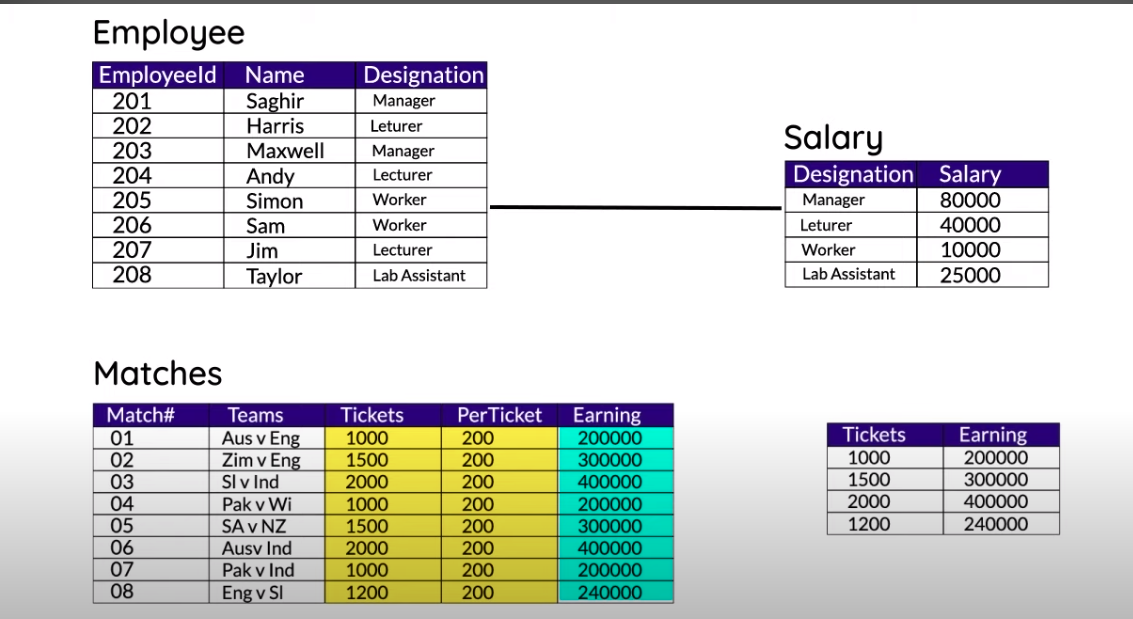 Employee
EmployeeId Name Designation
201 Saghir Manager
202 Harris Leturer
203 Maxwell Manager
204 Andy Lecturer
205 Simon Worker
206 Sam Worker
207 Jim Lecturer
208 Taylor Lab Assistant
Salary
Designation Salary
Manager 80000
Leturer 40000
Worker 10000
Lab Assistant 25000
Matches
Match# Teams Tickets PerTicket Earning
01 Aus v Eng 1000 200 200000
02 Zim v Eng 1500 200 300000
03 Sl v Ind 2000 200 400000
04 Pak v Wi 1000 200 200000
05 SA v NZ 1500 200 300000
06 Ausv Ind 2000 200 400000
07 Pak v Ind 1000 200 200000
08 Eng v Sl 1200 200 240000
Tickets Earning
1000 200000
1500 300000
2000 400000
1200 240000